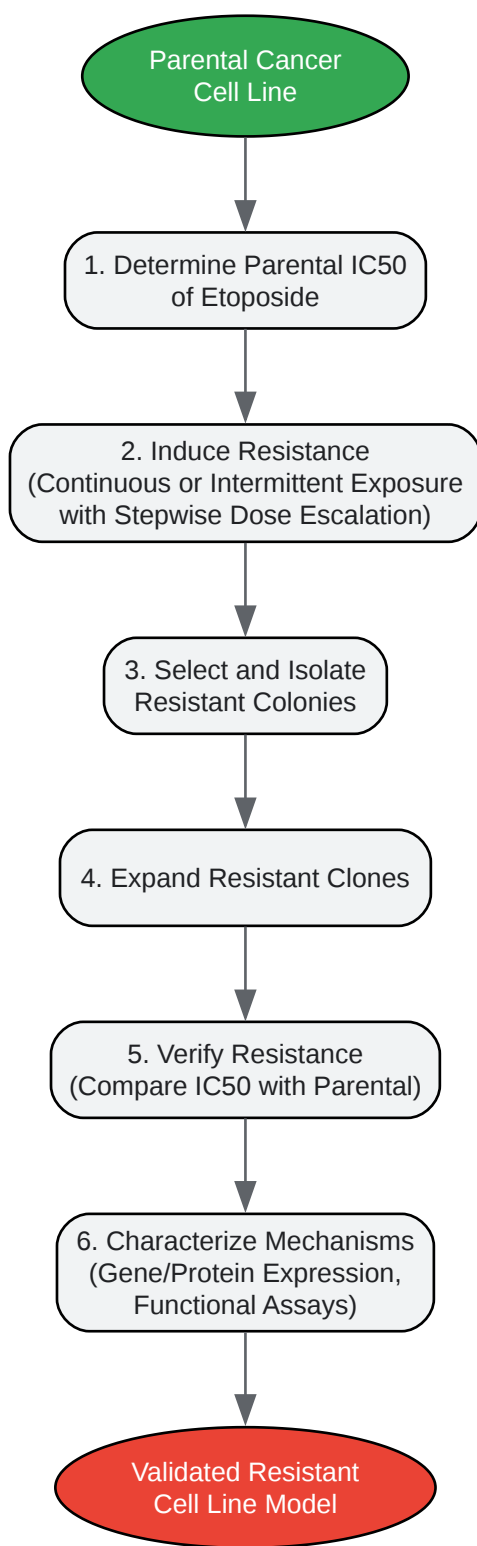 Parental Cancer
Cell Line
1. Determine Parental IC50
of Etoposide
2. Induce Resistance
(Continuous or Intermittent Exposure
with Stepwise Dose Escalation)
3. Select and Isolate
Resistant Colonies
4. Expand Resistant Clones
5. Verify Resistance
(Compare IC50 with Parental)
6. Characterize Mechanisms
(Gene/Protein Expression,
Functional Assays)
Validated Resistant
Cell Line Model